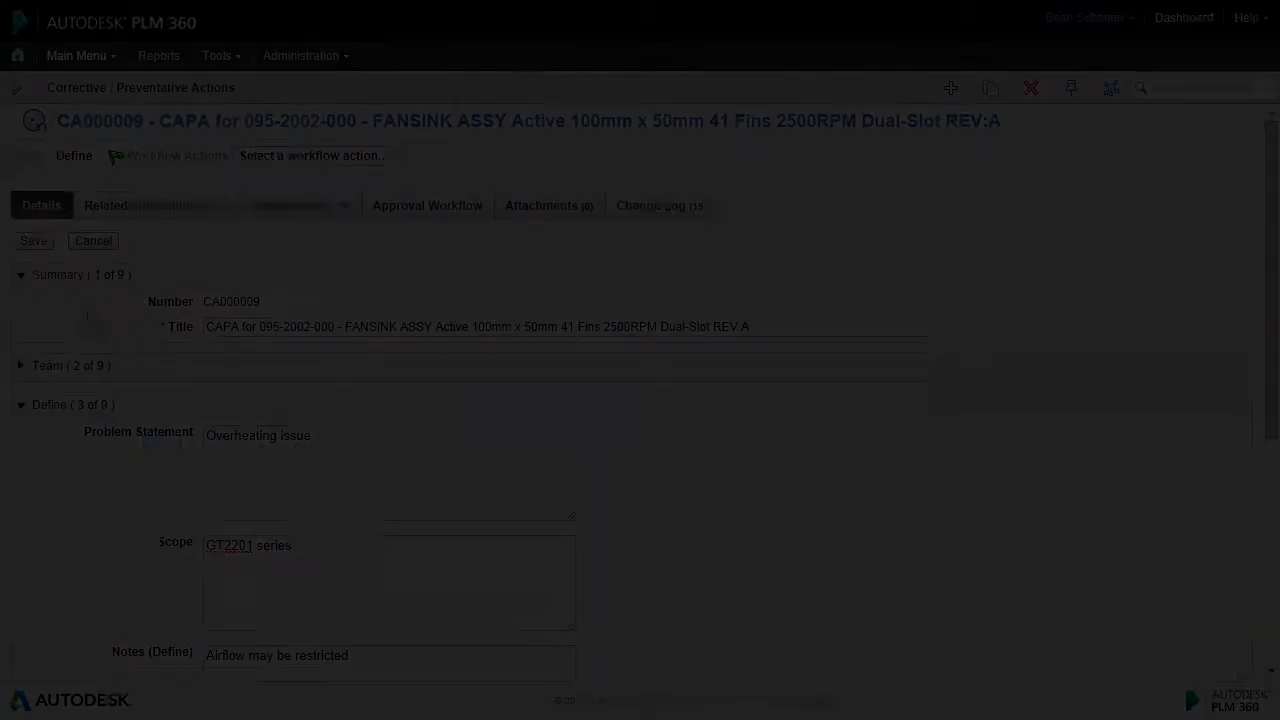 AUTODESK® PLM 360
Dashboard Help
Main Menu Reports Tools Administration
Corrective / Preventative Actions
CA000009 - CAPA for 095-2002-000 - FANSINK ASSY Active 100mm x 50mm 41 Fins 2500RPM Dual-Slot REV:A
Define Workflow Actions Select a workflow action..
Details Related Approval Workflow Attachments (0) Change Log (15
Save Cancel
Summary ( 1 of 9 )
Number CA000009
* Title CAPA for 095-2002-000 - FANSINK ASSY Active 100mm x 50mm 41 Fins 2500RPM Dual-Slot REV:A
Team ( 2 of 9 )
Define ( 3 of 9 )
Problem Statement Overheating issue
Scope GT2201 series
Notes (Define) Airflow may be restricted
AUTODESK.
AUTODESK®
PLM 360